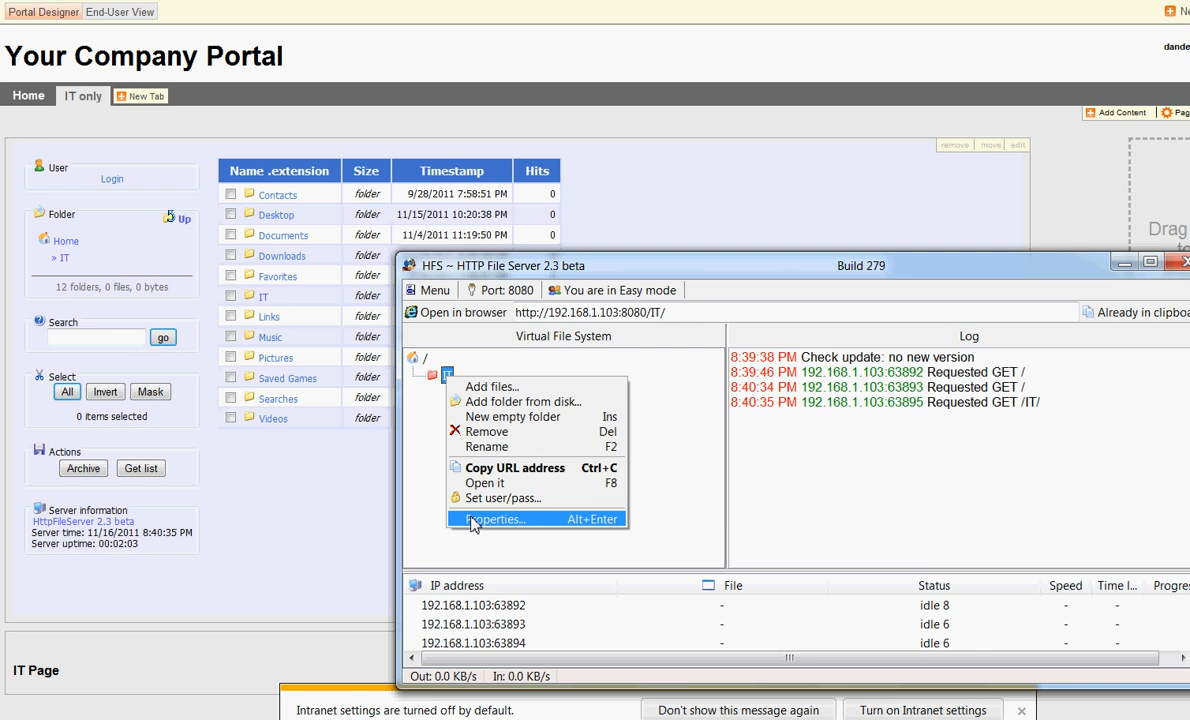 Portal Designer End-User View
Your Company Portal
Home IT only New Tab
Add Content
remove move edit
User
Login
Folder Up
Home
» IT
12 folders, 0 files, 0 bytes
Search
go
Select
All Invert Mask
0 items selected
Actions
Archive Get list
Server information
HttpFileServer 2.3 beta
Server time: 11/16/2011 8:40:35 PM
Server uptime: 00:02:03
Name .extension Size Timestamp Hits
Contacts folder 9/28/2011 7:58:51 PM 0
Desktop folder 11/15/2011 10:20:38 PM 0
Documents folder 11/4/2011 11:19:50 PM 0
Downloads folder
Favorites folder
IT folder
Links folder
Music folder
Pictures folder
Saved Games folder
Searches folder
Videos folder
Drag
HFS ~ HTTP File Server 2.3 beta Build 279
Menu Port: 8080 You are in Easy mode
Open in browser http://192.168.1.103:8080/IT/ Already in clipboa
Virtual File System Log
/
IT
Add files...
Add folder from disk...
New empty folder Ins
Remove Del
Rename F2
Copy URL address Ctrl+C
Open it F8
Set user/pass...
Properties... Alt+Enter
8:39:38 PM Check update: no new version
8:39:46 PM 192.168.1.103:63892 Requested GET /
8:40:34 PM 192.168.1.103:63893 Requested GET /
8:40:35 PM 192.168.1.103:63895 Requested GET /IT/
IP address File Status Speed Time l... Progre
192.168.1.103:63892 - idle 8 - -
192.168.1.103:63893 - idle 6 - -
192.168.1.103:63894 - idle 6 - -
Out: 0.0 KB/s In: 0.0 KB/s
IT Page
Intranet settings are turned off by default. Don't show this message again Turn on Intranet settings